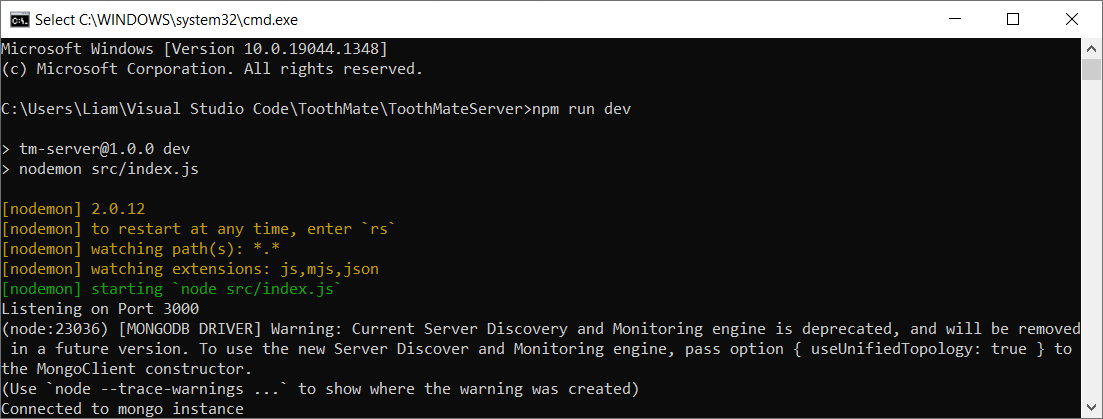 Select C:\WINDOWS\system32\cmd.exe
Microsoft Windows [Version 10.0.19044.1348]
(c) Microsoft Corporation. All rights reserved.
C:\Users\Liam\Visual Studio Code\ToothMate\ToothMateServer>npm run dev
> tm-server@1.0.0 dev
> nodemon src/index.js
[nodemon] 2.0.12
[nodemon] to restart at any time, enter `rs`
[nodemon] watching path(s): *.*
[nodemon] watching extensions: js,mjs,json
[nodemon] starting `node src/index.js`
Listening on Port 3000
(node:23036) [MONGODB DRIVER] Warning: Current Server Discovery and Monitoring engine is deprecated, and will be removed
in a future version. To use the new Server Discover and Monitoring engine, pass option { useUnifiedTopology: true } to
the MongoClient constructor.
(Use `node --trace-warnings ...` to show where the warning was created)
Connected to mongo instance